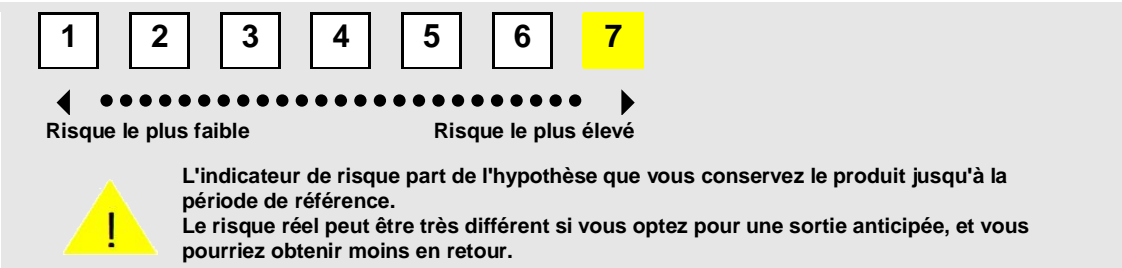 1 2 3 4 5 6 7
Risque le plus faible Risque le plus élevé
L'indicateur de risque part de l'hypothèse que vous conservez le produit jusqu'à la
période de référence.
Le risque réel peut être très différent si vous optez pour une sortie anticipée, et vous
pourriez obtenir moins en retour.
!